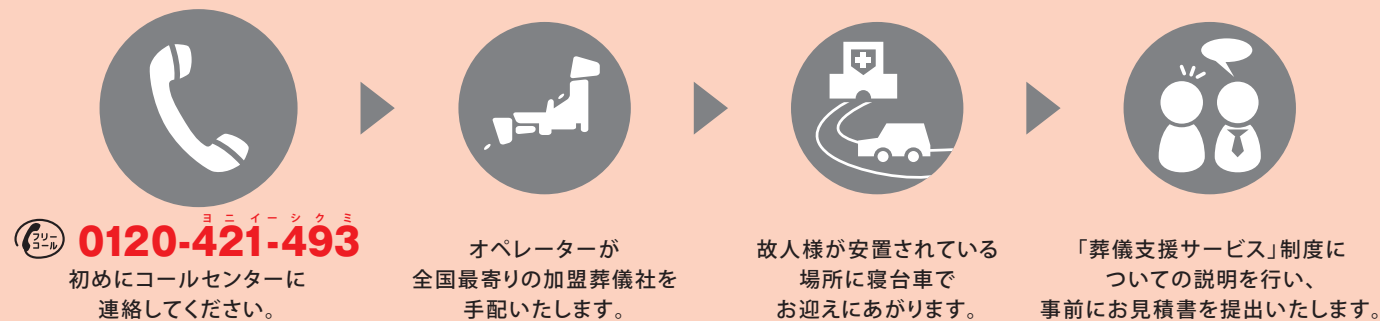 ヨニイーシクミ
フリーコール 0120-421-493
初めにコールセンターに
連絡してください。
オペレーターが
全国最寄りの加盟葬儀社を
手配いたします。
故人様が安置されている
場所に寝台車で
お迎えにあがります。
「葬儀支援サービス」制度に
ついての説明を行い、
事前にお見積書を提出いたします。